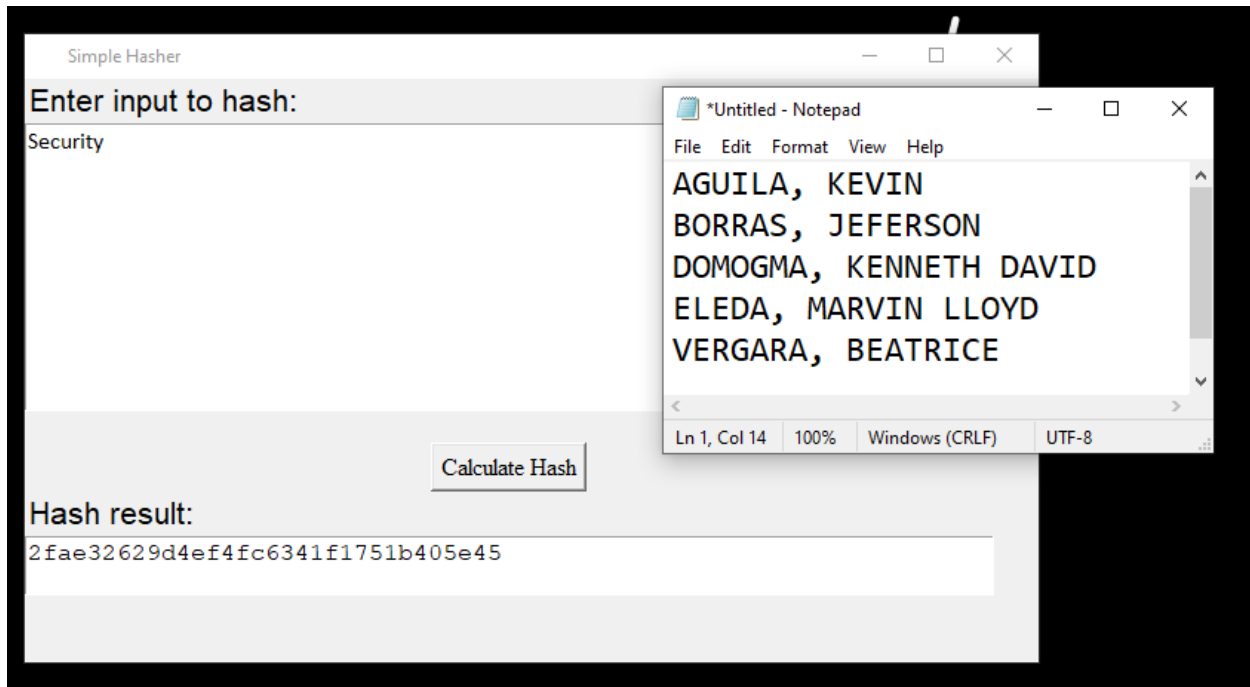 Simple Hasher
Enter input to hash:
Security
Calculate Hash
Hash result:
2fae32629d4ef4fc6341f1751b405e45
*Untitled - Notepad
File Edit Format View Help
AGUILA, KEVIN
BORRAS, JEFERSON
DOMOGMA, KENNETH DAVID
ELEDA, MARVIN LLOYD
VERGARA, BEATRICE
Ln 1, Col 14 100% Windows (CRLF) UTF-8